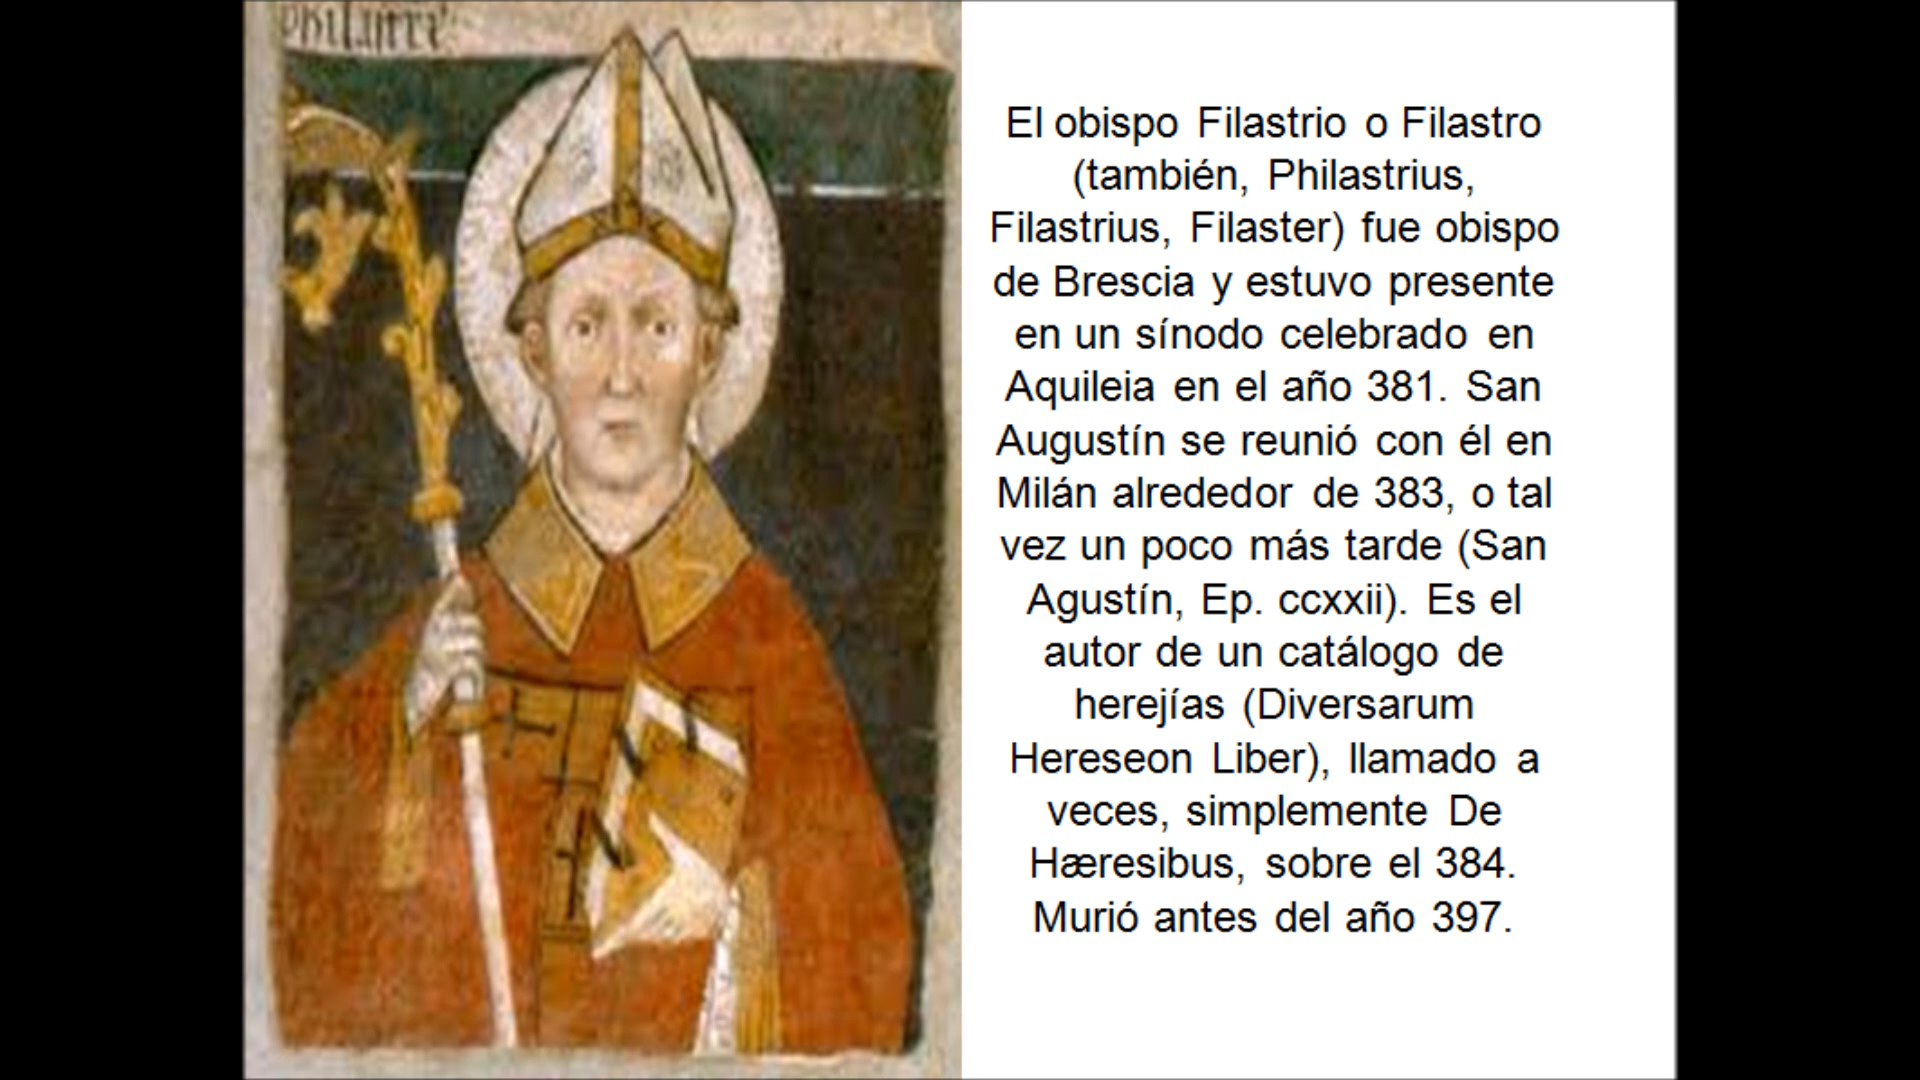 El obispo Filastrio o Filastro
(también, Philastrius,
Filastrius, Filaster) fue obispo
de Brescia y estuvo presente
en un sínodo celebrado en
Aquileia en el año 381. San
Augustín se reunió con él en
Milán alrededor de 383, o tal
vez un poco más tarde (San
Agustín, Ep. ccxxii). Es el
autor de un catálogo de
herejías (Diversarum
Hereseon Liber), llamado a
veces, simplemente De
Hæresibus, sobre el 384.
Murió antes del año 397.